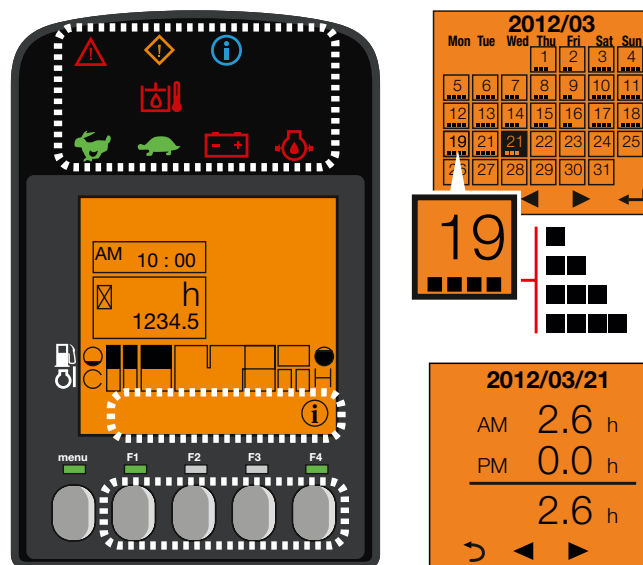 AM 10 : 00
h
1234.5
C H
i
menu F1 F2 F3 F4
2012/03
Mon Tue Wed Thu Fri Sat Sun
1 2 3 4
5 6 7 8 9 10 11
12 13 14 15 16 17 18
19 21 21 22 23 24 25
26 27 28 29 30 31
19
2012/03/21
AM 2.6 h
PM 0.0 h
2.6 h